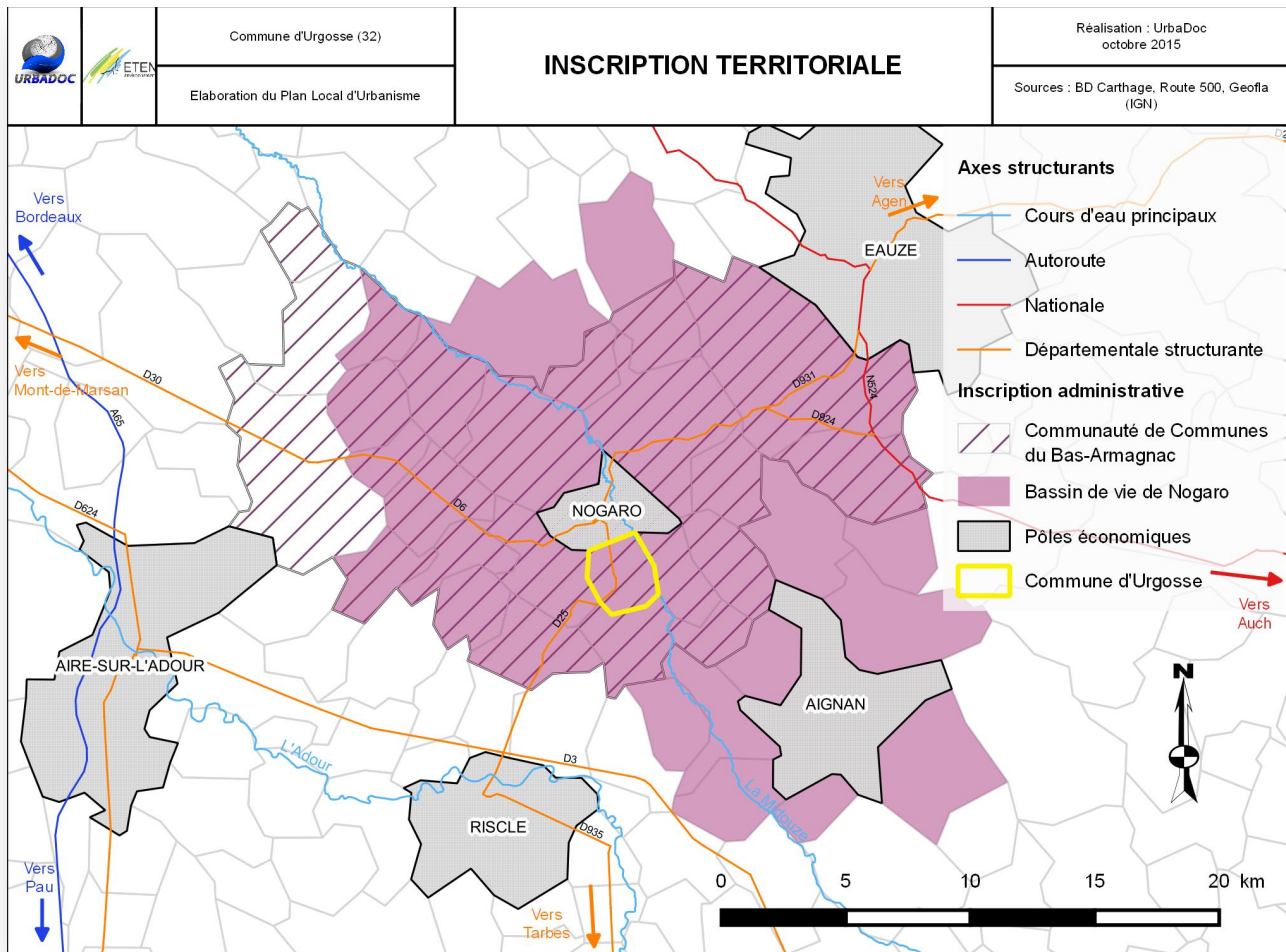 URBADOC
ETEN
ENVIRONNEMENT
Commune d'Urgosse (32)
Elaboration du Plan Local d'Urbanisme
INSCRIPTION TERRITORIALE
Réalisation : UrbaDoc
octobre 2015
Sources : BD Carthage, Route 500, Geofla
(IGN)
Axes structurants
Cours d'eau principaux
Autoroute
Nationale
Départementale structurante
Inscription administrative
Communauté de Communes
du Bas-Armagnac
Bassin de vie de Nogaro
Pôles économiques
Commune d'Urgosse
Vers
Bordeaux
Vers
Agen
EAUZE
Vers
Mont-de-Marsan
D30
A65
D931
N524
D924
D624
D6
NOGARO
D25
Vers
Auch
AIRE-SUR-L'ADOUR
AIGNAN
N
L'Adour
D3
La Midouze
RISCLE
D935
Vers
Pau
Vers
Tarbes
0 5 10 15 20 km